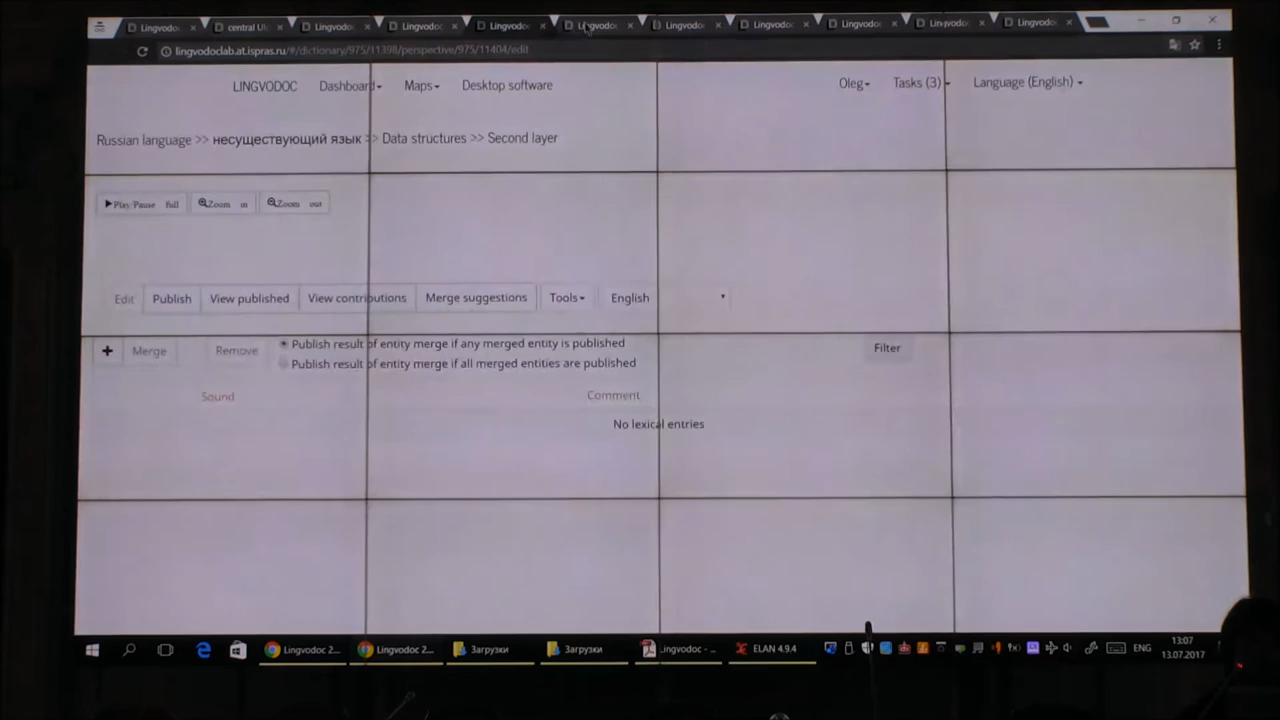 Lingvodoc central Ul Lingvodoc Lingvodoc Lingvodoc Lingvodoc Lingvodoc Lingvodoc Lingvodoc Lingvodoc Lingvodoc
lingvodoclab.at.ispras.ru/#/dictionary/975/11398/perspective/975/11404/edit
LINGVODOC Dashboard Maps Desktop software Oleg Tasks (3) Language (English)
Russian language >> несуществующий язык >> Data structures >> Second layer
Play/Pause full Zoom in Zoom out
Edit Publish View published View contributions Merge suggestions Tools English
Merge Remove Publish result of entity merge if any merged entity is published Filter
Publish result of entity merge if all merged entities are published
Sound Comment
No lexical entries
Lingvodoc 2... Lingvodoc 2... Загрузки Загрузки Lingvodoc - ... ELAN 4.9.4 ENG 13:07
13.07.2017